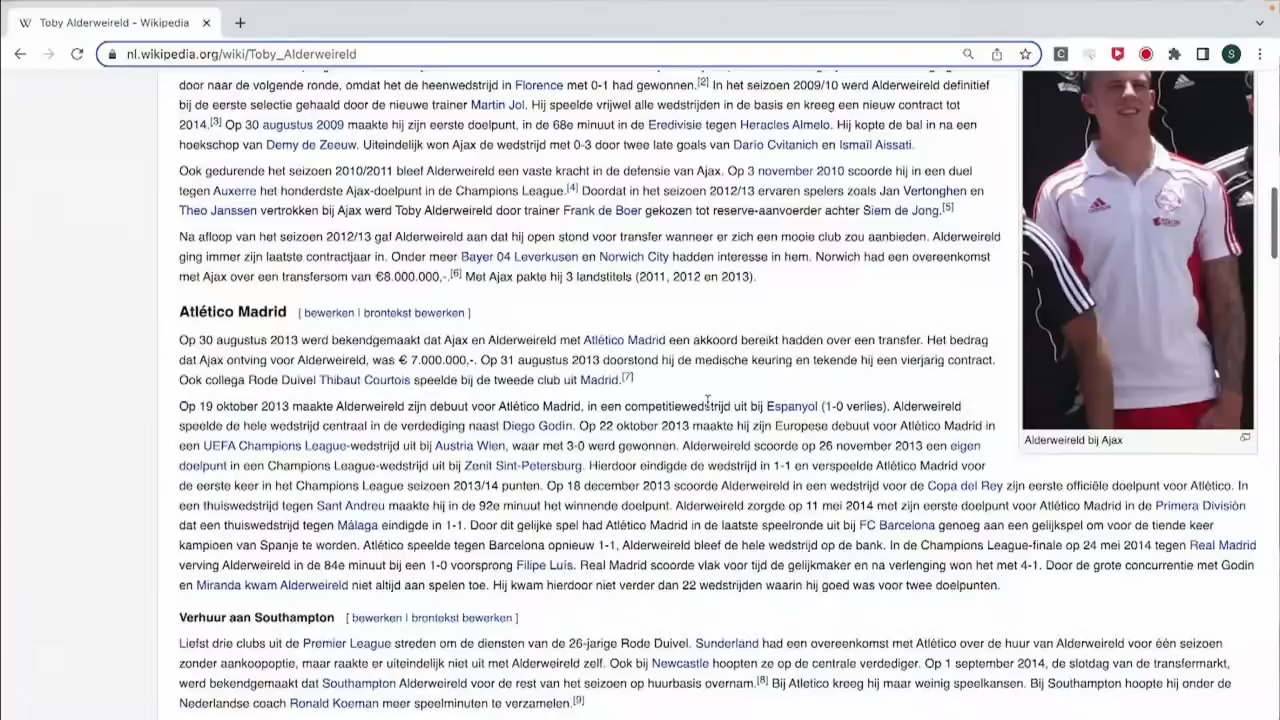 Toby Alderweireld - Wikipedia
nl.wikipedia.org/wiki/Toby_Alderweireld
door naar de volgende ronde, omdat het de heenwedstrijd in Florence met 0-1 had gewonnen.[2] In het seizoen 2009/10 werd Alderweireld definitief
bij de eerste selectie gehaald door de nieuwe trainer Martin Jol. Hij speelde vrijwel alle wedstrijden in de basis en kreeg een nieuw contract tot
2014.[3] Op 30 augustus 2009 maakte hij zijn eerste doelpunt, in de 68e minuut in de Eredivisie tegen Heracles Almelo. Hij kopte de bal in na een
hoekschop van Demy de Zeeuw. Uiteindelijk won Ajax de wedstrijd met 0-3 door twee late goals van Darío Cvitanich en Ismaïl Aissati.
Ook gedurende het seizoen 2010/2011 bleef Alderweireld een vaste kracht in de defensie van Ajax. Op 3 november 2010 scoorde hij in een duel
tegen Auxerre het honderdste Ajax-doelpunt in de Champions League.[4] Doordat in het seizoen 2012/13 ervaren spelers zoals Jan Vertonghen en
Theo Janssen vertrokken bij Ajax werd Toby Alderweireld door trainer Frank de Boer gekozen tot reserve-aanvoerder achter Siem de Jong.[5]
Na afloop van het seizoen 2012/13 gaf Alderweireld aan dat hij open stond voor transfer wanneer er zich een mooie club zou aanbieden. Alderweireld
ging immer zijn laatste contractjaar in. Onder meer Bayer 04 Leverkusen en Norwich City hadden interesse in hem. Norwich had een overeenkomst
met Ajax over een transfersom van €8.000.000,-.[6] Met Ajax pakte hij 3 landstitels (2011, 2012 en 2013).
Atlético Madrid [ bewerken | brontekst bewerken ]
Op 30 augustus 2013 werd bekendgemaakt dat Ajax en Alderweireld met Atlético Madrid een akkoord bereikt hadden over een transfer. Het bedrag
dat Ajax ontving voor Alderweireld, was € 7.000.000,-. Op 31 augustus 2013 doorstond hij de medische keuring en tekende hij een vierjarig contract.
Ook collega Rode Duivel Thibaut Courtois speelde bij de tweede club uit Madrid.[7]
Op 19 oktober 2013 maakte Alderweireld zijn debuut voor Atlético Madrid, in een competitiewedstrijd uit bij Espanyol (1-0 verlies). Alderweireld
speelde de hele wedstrijd centraal in de verdediging naast Diego Godín. Op 22 oktober 2013 maakte hij zijn Europese debuut voor Atlético Madrid in
een UEFA Champions League-wedstrijd uit bij Austria Wien, waar met 3-0 werd gewonnen. Alderweireld scoorde op 26 november 2013 een eigen
doelpunt in een Champions League-wedstrijd uit bij Zenit Sint-Petersburg. Hierdoor eindigde de wedstrijd in 1-1 en verspeelde Atlético Madrid voor
de eerste keer in het Champions League seizoen 2013/14 punten. Op 18 december 2013 scoorde Alderweireld in een wedstrijd voor de Copa del Rey zijn eerste officiële doelpunt voor Atlético. In
een thuiswedstrijd tegen Sant Andreu maakte hij in de 92e minuut het winnende doelpunt. Alderweireld zorgde op 11 mei 2014 met zijn eerste doelpunt voor Atlético Madrid in de Primera División
dat een thuiswedstrijd tegen Málaga eindigde in 1-1. Door dit gelijke spel had Atlético Madrid in de laatste speelronde uit bij FC Barcelona genoeg aan een gelijkspel om voor de tiende keer
kampioen van Spanje te worden. Atlético speelde tegen Barcelona opnieuw 1-1, Alderweireld bleef de hele wedstrijd op de bank. In de Champions League-finale op 24 mei 2014 tegen Real Madrid
verving Alderweireld in de 84e minuut bij een 1-0 voorsprong Filipe Luís. Real Madrid scoorde vlak voor tijd de gelijkmaker en na verlenging won het met 4-1. Door de grote concurrentie met Godin
en Miranda kwam Alderweireld niet altijd aan spelen toe. Hij kwam hierdoor niet verder dan 22 wedstrijden waarin hij goed was voor twee doelpunten.
Alderweireld bij Ajax
Verhuur aan Southampton [ bewerken | brontekst bewerken ]
Liefst drie clubs uit de Premier League streden om de diensten van de 26-jarige Rode Duivel. Sunderland had een overeenkomst met Atlético over de huur van Alderweireld voor één seizoen
zonder aankoopoptie, maar raakte er uiteindelijk niet uit met Alderweireld zelf. Ook bij Newcastle hoopten ze op de centrale verdediger. Op 1 september 2014, de slotdag van de transfermarkt,
werd bekendgemaakt dat Southampton Alderweireld voor de rest van het seizoen op huurbasis overnam.[8] Bij Atletico kreeg hij maar weinig speelkansen. Bij Southampton hoopte hij onder de
Nederlandse coach Ronald Koeman meer speelminuten te verzamelen.[9]